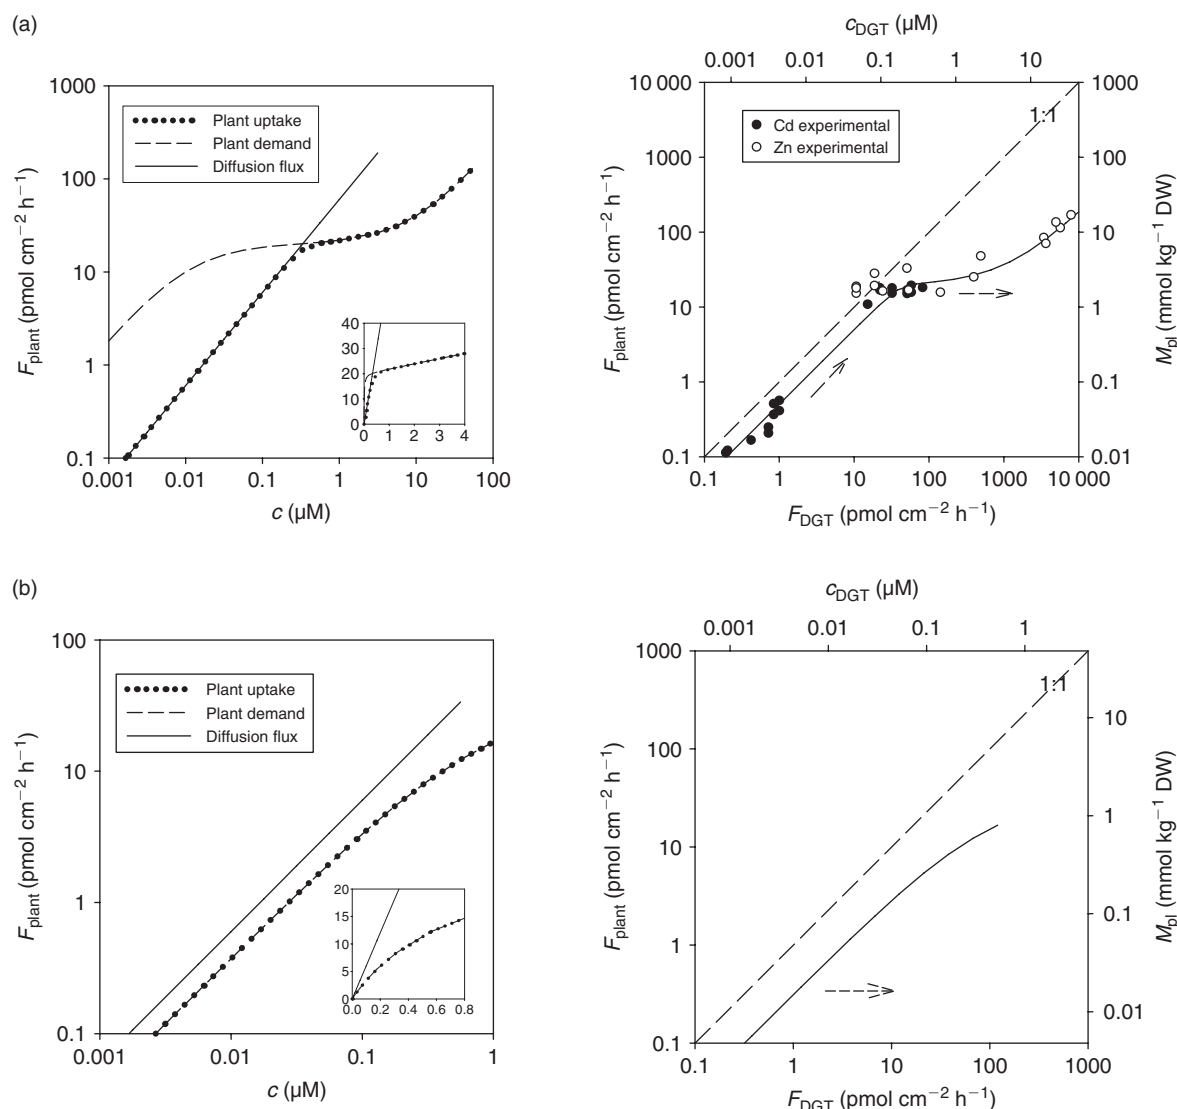 (a)
1000
100
10
1
0.1
F_plant (pmol cm⁻² h⁻¹)
Plant uptake
Plant demand
Diffusion flux
40
30
20
10
0
0 1 2 3 4
0.001 0.01 0.1 1 10 100
c (µM)
c_DGT (µM)
0.001 0.01 0.1 1 10
10 000
1000
100
10
1
0.1
F_plant (pmol cm⁻² h⁻¹)
Cd experimental
Zn experimental
1:1
1000
100
10
1
0.1
0.01
M_pl (mmol kg⁻¹ DW)
0.1 1 10 100 1000 10 000
F_DGT (pmol cm⁻² h⁻¹)
(b)
100
10
1
0.1
F_plant (pmol cm⁻² h⁻¹)
Plant uptake
Plant demand
Diffusion flux
20
15
10
5
0
0.0 0.2 0.4 0.6 0.8
0.001 0.01 0.1 1
c (µM)
c_DGT (µM)
0.001 0.01 0.1 1
1000
100
10
1
0.1
F_plant (pmol cm⁻² h⁻¹)
1:1
10
1
0.1
0.01
M_pl (mmol kg⁻¹ DW)
0.1 1 10 100 1000
F_DGT (pmol cm⁻² h⁻¹)